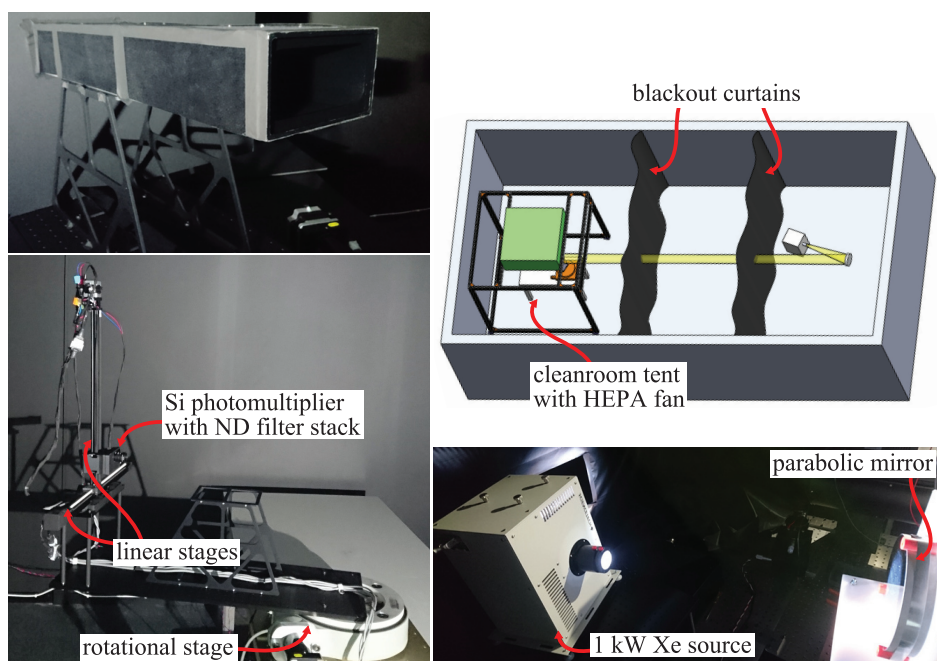 blackout curtains
cleanroom tent
with HEPA fan
Si photomultiplier
with ND filter stack
linear stages
rotational stage
parabolic mirror
1 kW Xe source